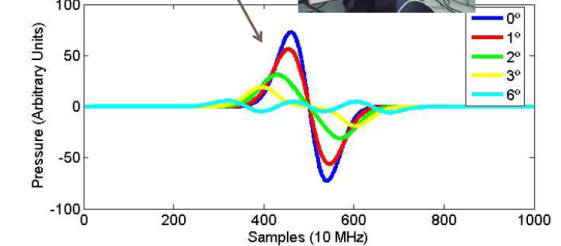 100
50
0
-50
-100
Pressure (Arbitrary Units)
0 200 400 600 800 1000
Samples (10 MHz)
0º
1º
2º
3º
6º